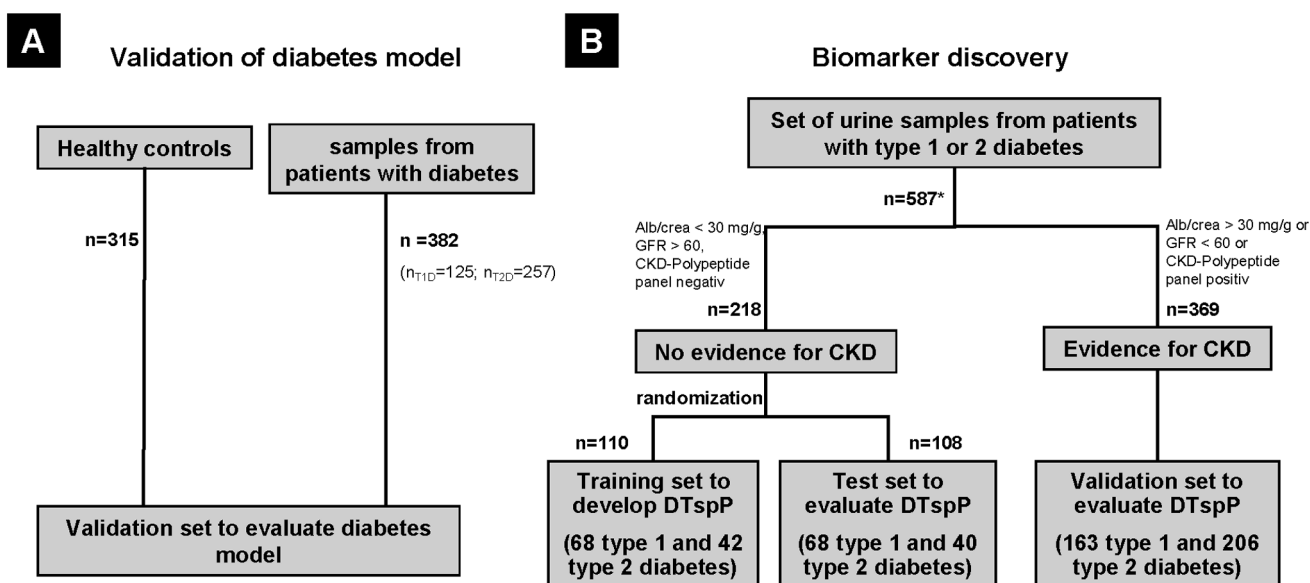 A
Validation of diabetes model
Healthy controls
samples from
patients with diabetes
n=315
n =382
(nT1D=125; nT2D=257)
Validation set to evaluate diabetes
model
B
Biomarker discovery
Set of urine samples from patients
with type 1 or 2 diabetes
n=587*
Alb/crea < 30 mg/g,
GFR > 60,
CKD-Polypeptide
panel negativ
n=218
Alb/crea > 30 mg/g or
GFR < 60 or
CKD-Polypeptide
panel positiv
n=369
No evidence for CKD
Evidence for CKD
randomization
n=110
n=108
Training set to
develop DTspP
(68 type 1 and 42
type 2 diabetes)
Test set to
evaluate DTspP
(68 type 1 and 40
type 2 diabetes)
Validation set to
evaluate DTspP
(163 type 1 and 206
type 2 diabetes)